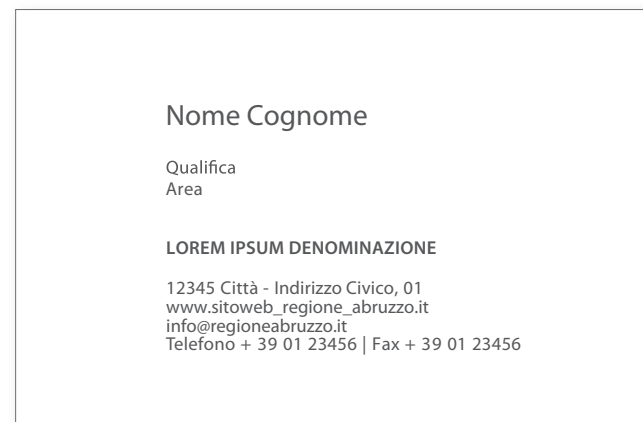 Nome Cognome
Qualifica
Area
LOREM IPSUM DENOMINAZIONE
12345 Città - Indirizzo Civico, 01
www.sitoweb_regione_abruzzo.it
info@regioneabruzzo.it
Telefono + 39 01 23456 | Fax + 39 01 23456